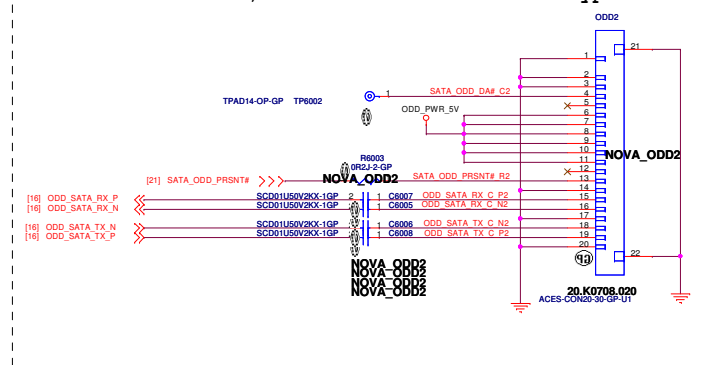 ODD2
21
1
2
3
TPAD14-OP-GP TP6002
1
SATA_ODD_DA#_C2
4
5
ODD_PWR_5V
6
7
8
9
10
R6003
0R2J-2-GP
11
NOVA_ODD2
12
[21] SATA_ODD_PRSNT#
NOVA_ODD2
SATA_ODD_PRSNT#_R2
13
14
[16] ODD_SATA_RX_P
SCD01U50V2KX-1GP
2
1
C6007
ODD_SATA_RX_C_P2
15
[16] ODD_SATA_RX_N
SCD01U50V2KX-1GP
1
C6005
ODD_SATA_RX_C_N2
16
17
[16] ODD_SATA_TX_N
SCD01U50V2KX-1GP
1
C6006
ODD_SATA_TX_C_N2
18
[16] ODD_SATA_TX_P
SCD01U50V2KX-1GP
1
C6008
ODD_SATA_TX_C_P2
19
20
22
NOVA_ODD2
NOVA_ODD2
NOVA_ODD2
NOVA_ODD2
20.K0708.020
ACES-CON20-30-GP-U1